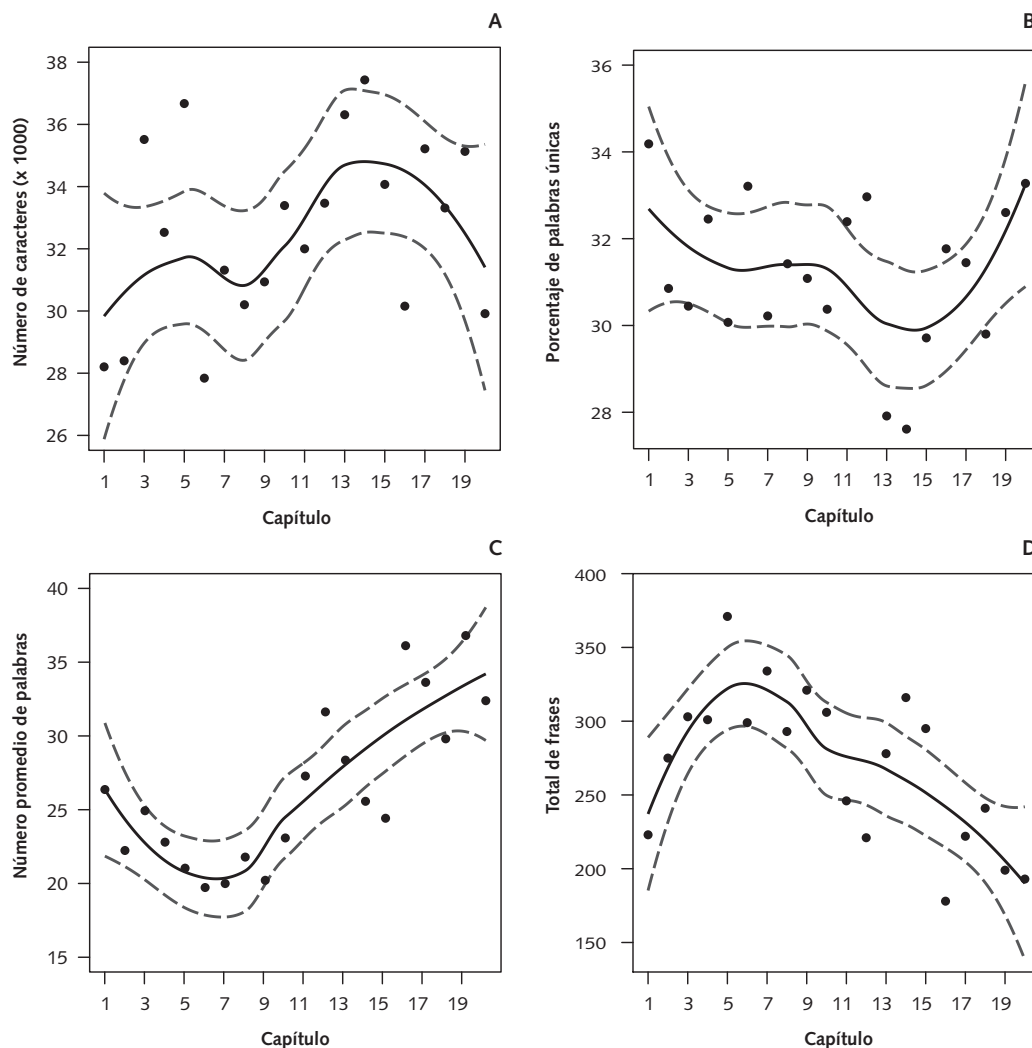 A
Número de caracteres (x 1000)
38
36
34
32
30
28
26
1 3 5 7 9 11 13 15 17 19
Capítulo
B
Porcentaje de palabras únicas
36
34
32
30
28
1 3 5 7 9 11 13 15 17 19
Capítulo
C
Número promedio de palabras
40
35
30
25
20
15
1 3 5 7 9 11 13 15 17 19
Capítulo
D
Total de frases
400
350
300
250
200
150
1 3 5 7 9 11 13 15 17 19
Capítulo